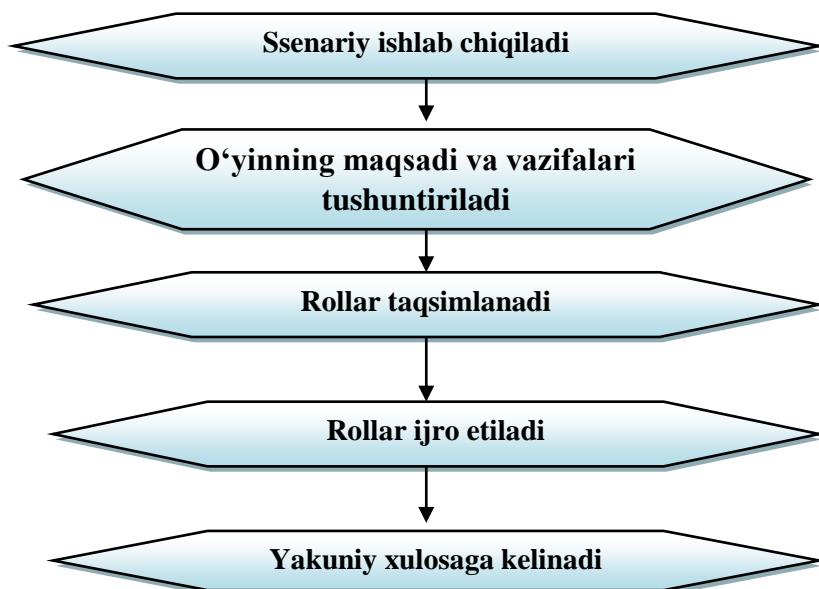 Ssenariy ishlab chiqiladi
O‘yinning maqsadi va vazifalari
tushuntiriladi
Rollar taqsimlanadi
Rollar ijro etiladi
Yakuniy xulosaga kelinadi